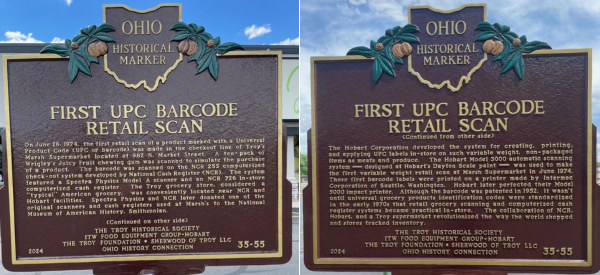 OHIO
HISTORICAL
MARKER
FIRST UPC BARCODE
RETAIL SCAN
On June 26, 1974, the first retail scan of a product marked with a Universal
Product Code (UPC or barcode) was made in the checkout line of Troy's
Marsh Supermarket located at 982 N. Market Street. A ten-pack of
Wrigley's Juicy Fruit chewing gum was scanned to simulate the purchase
of a product. The barcode was scanned on the NCR 255 computerized
check-out system developed by National Cash Register (NCR). The system
featured a Spectra Physics Model A scanner and an NCR 726 in-store
computerized cash register. The Troy grocery store, considered a
"typical" American grocery, was conveniently located near NCR and
Hobart facilities. Spectra Physics and NCR later donated one of the
original scanners and cash registers used at Marsh's to the National
Museum of American History, Smithsonian.
(Continued on other side)
THE TROY HISTORICAL SOCIETY
ITW FOOD EQUIPMENT GROUP-HOBART
THE TROY FOUNDATION • SHERWOOD OF TROY LLC
2024 OHIO HISTORY CONNECTION 35-55
OHIO
HISTORICAL
MARKER
FIRST UPC BARCODE
RETAIL SCAN
(Continued from other side)
The Hobart Corporation developed the system for creating, printing,
and applying UPC labels in-store on such variable weight, non-packaged
items as meats and produce. The Hobart Model 5000 automatic scanning
system — designed at Hobart's Dayton Scale point — was used to make
the first variable weight retail scan at Marsh Supermarket in June 1974.
These first barcode labels were printed on a printer made by Intermec
Corporation of Seattle, Washington. Hobart later perfected their Model
5000 inject printer. Although the barcode was patented in 1952, it wasn't
until universal grocery products identification codes were standardized
in the early 1970s that retail grocery scanning and computerized cash
register systems became practical in-store. The collaboration of NCR,
Hobart, and a Troy supermarket revolutionized the way the world shopped
and stores tracked inventory.
THE TROY HISTORICAL SOCIETY
ITW FOOD EQUIPMENT GROUP-HOBART
THE TROY FOUNDATION • SHERWOOD OF TROY LLC
2024 OHIO HISTORY CONNECTION 35-55